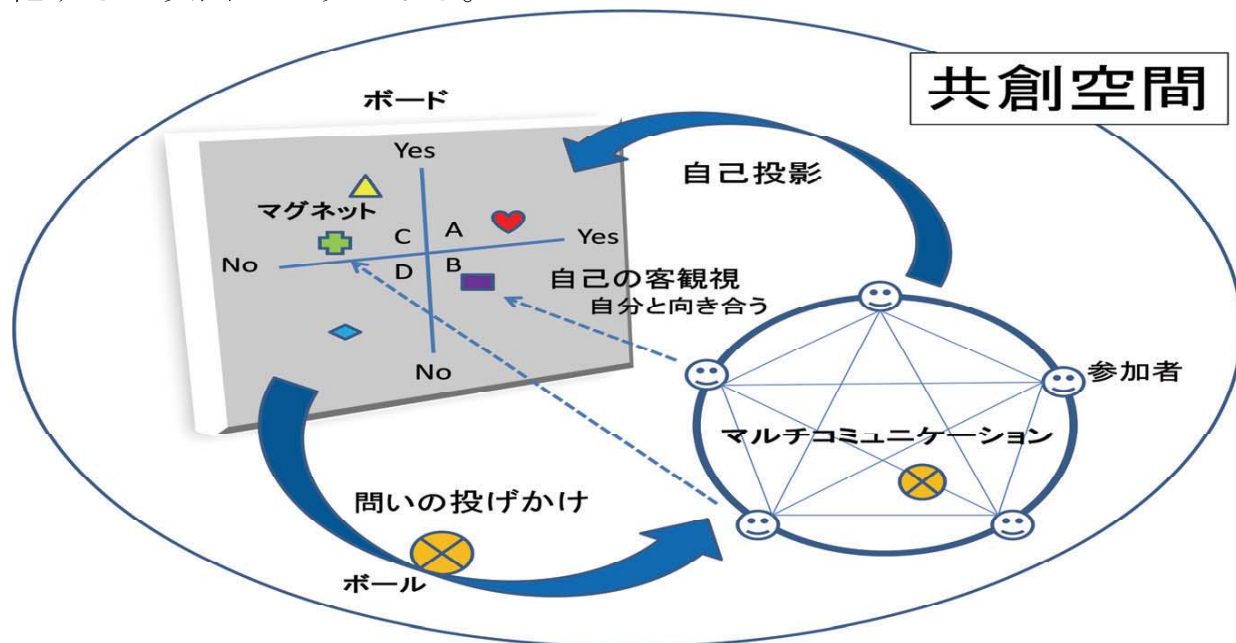 共創空間
ボード
Yes
自己投影
マグネット
C
A
Yes
No
D
B
自己の客観視
自分と向き合う
No
参加者
マルチコミュニケーション
問いの投げかけ
ボール